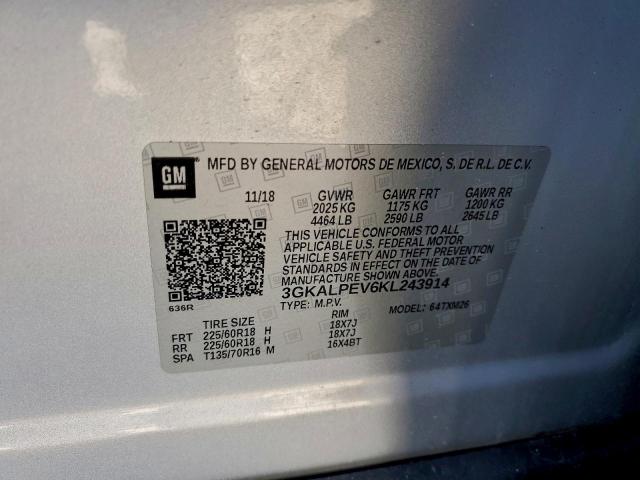 GM ® MFD BY GENERAL MOTORS DE MEXICO, S. DE R.L. DE C.V.
11/18 GVWR GAWR FRT GAWR RR
2025 KG 1175 KG 1200 KG
4464 LB 2590 LB 2645 LB
THIS VEHICLE CONFORMS TO ALL
APPLICABLE U.S. FEDERAL MOTOR
VEHICLE SAFETY AND THEFT PREVENTION
STANDARDS IN EFFECT ON THE DATE OF
MANUFACTURE SHOWN ABOVE.
636R 3GKALPEV6KL243914
TYPE: M.P.V. MODEL: 64TXM26
TIRE SIZE RIM
FRT 225/60R18 H 18X7J
RR 225/60R18 H 18X7J
SPA T135/70R16 M 16X4BT